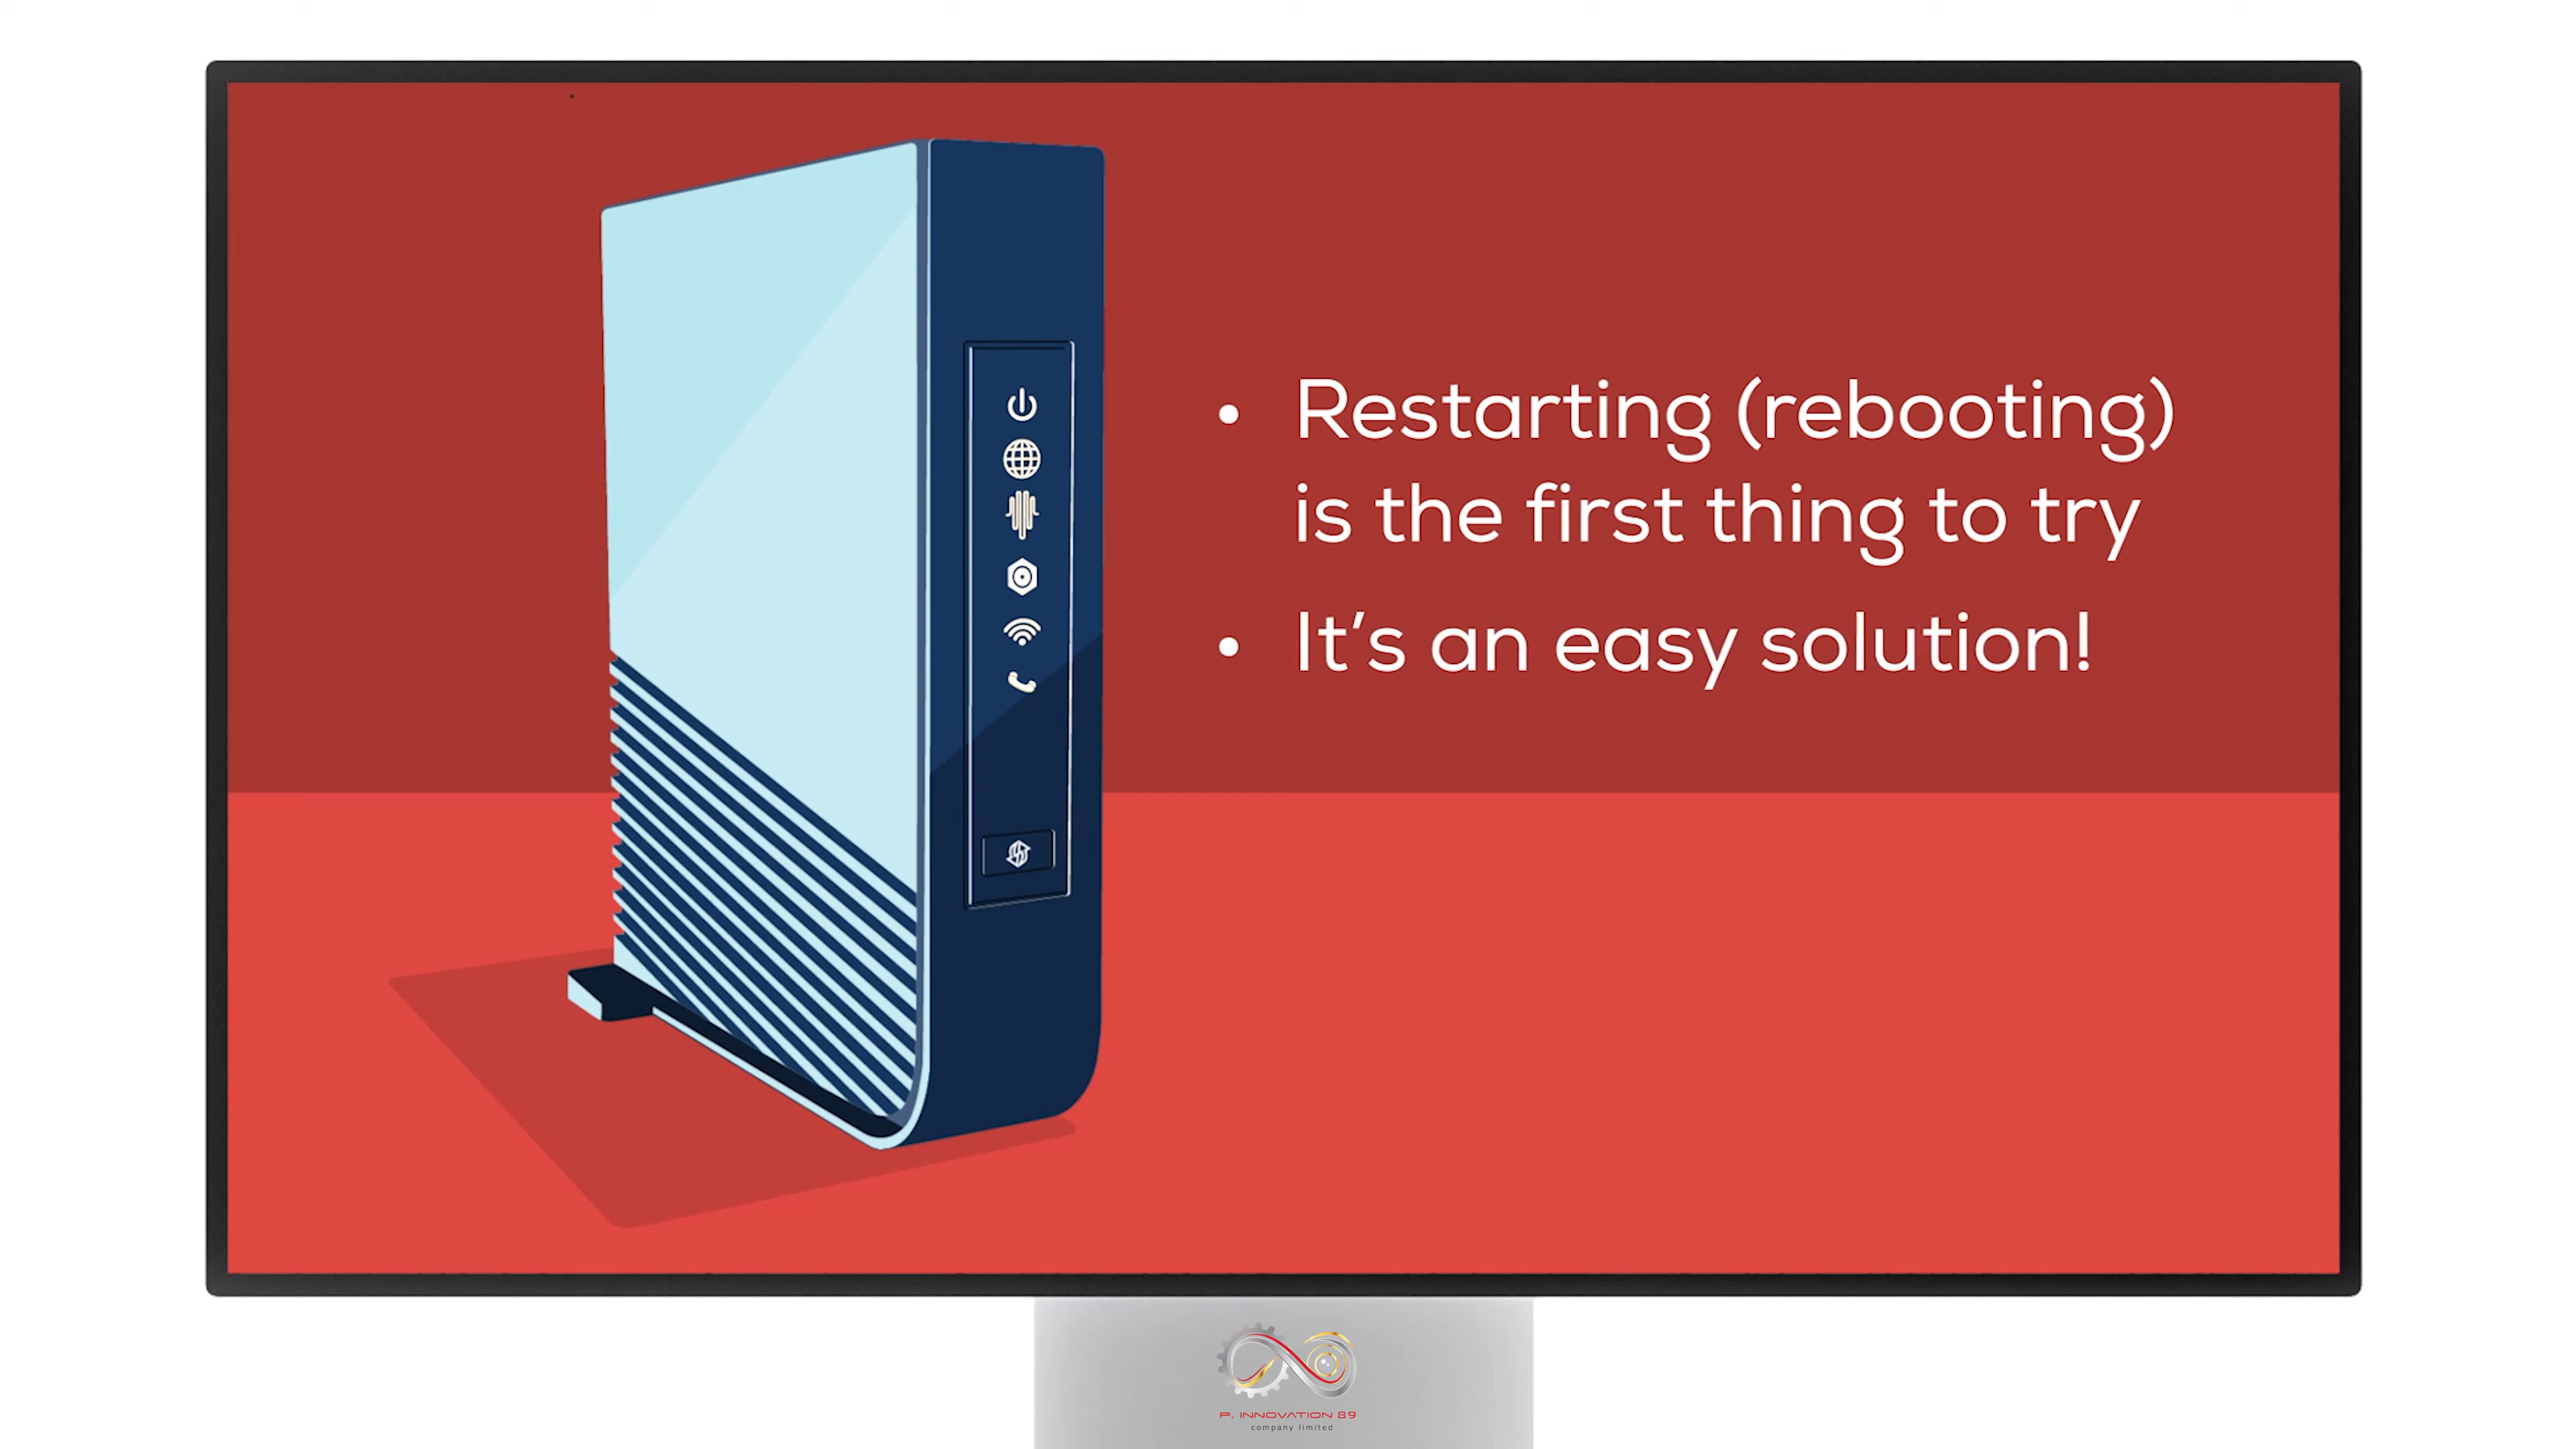 • Restarting (rebooting)
is the first thing to try
• It's an easy solution!
P. INNOVATION 89
company limited